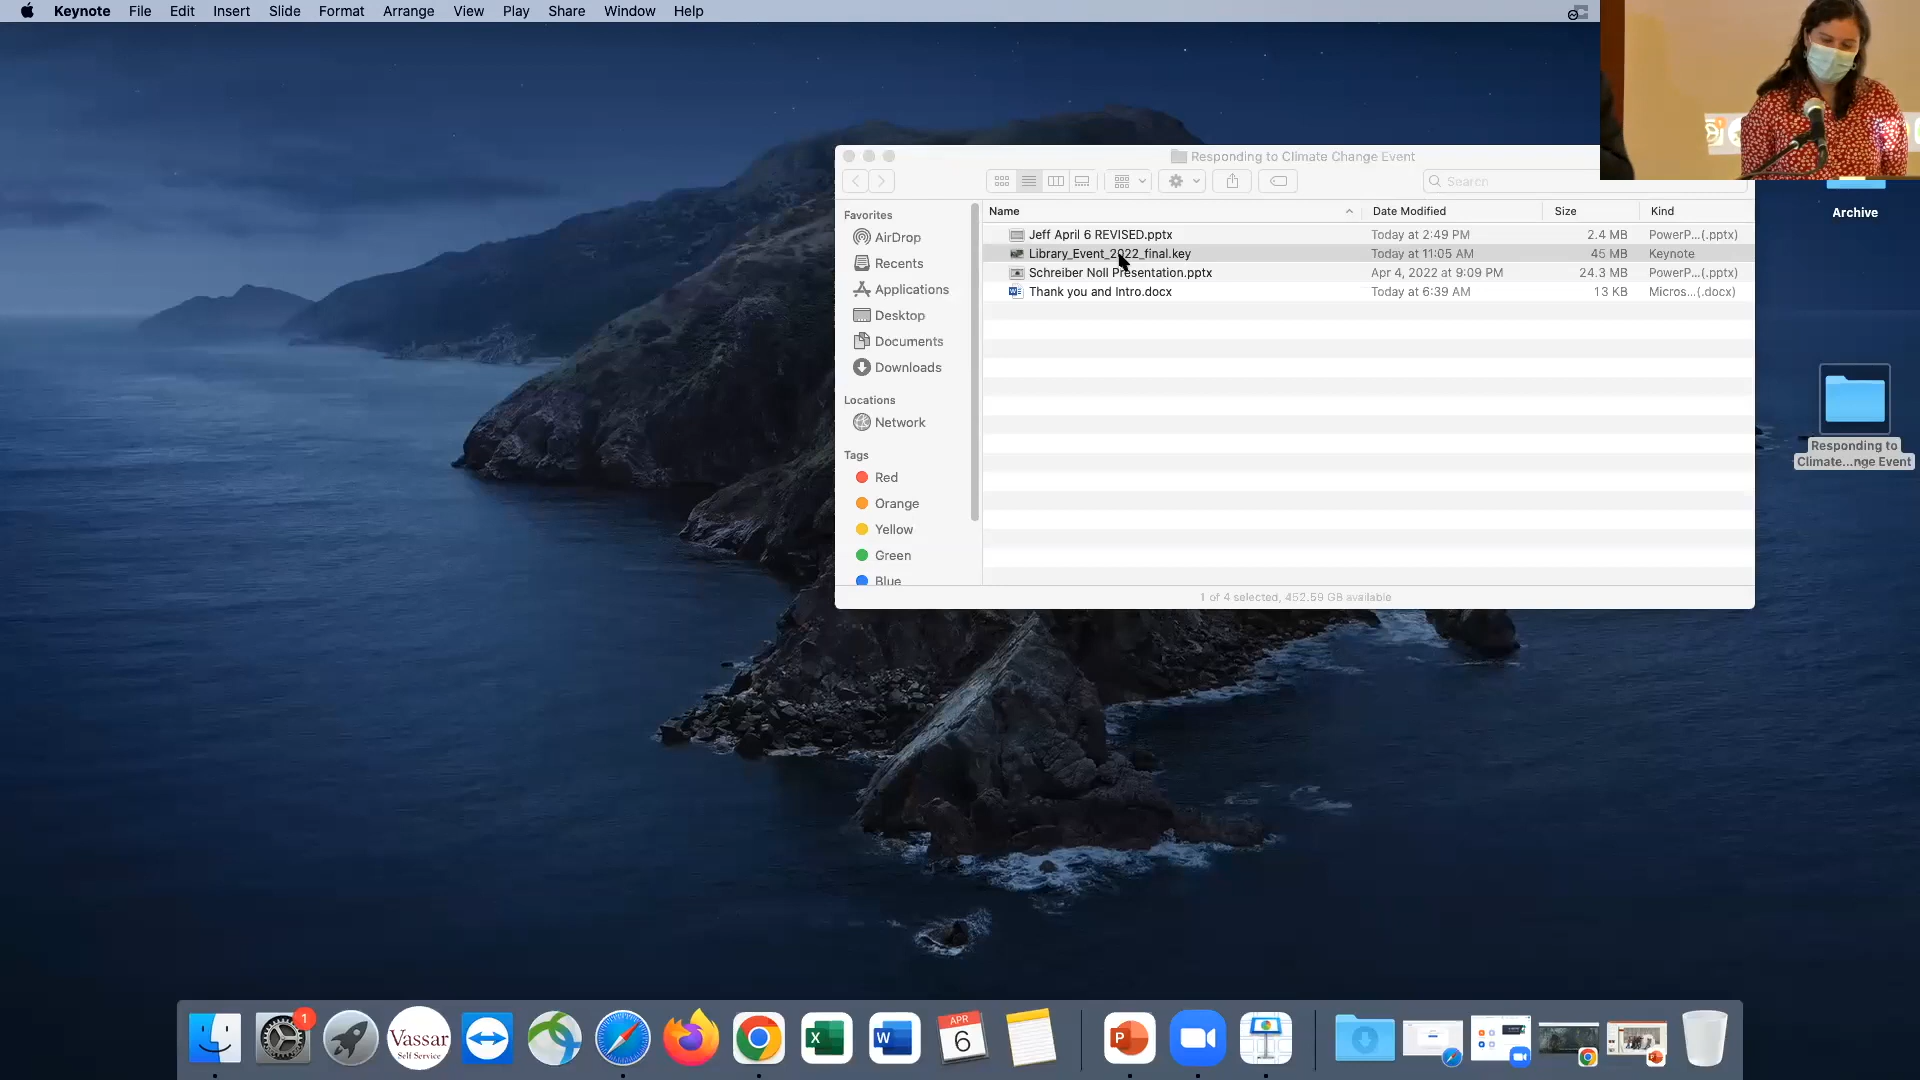 Keynote File Edit Insert Slide Format Arrange View Play Share Window Help
Responding to Climate Change Event
Search
Archive
Favorites
AirDrop
Recents
Applications
Desktop
Documents
Downloads
Locations
Network
Tags
Red
Orange
Yellow
Green
Blue
Name Date Modified Size Kind
Jeff April 6 REVISED.pptx Today at 2:49 PM 2.4 MB PowerP...(.pptx)
Library_Event_2022_final.key Today at 11:05 AM 45 MB Keynote
Schreiber Noll Presentation.pptx Apr 4, 2022 at 9:09 PM 24.3 MB PowerP...(.pptx)
Thank you and Intro.docx Today at 6:39 AM 13 KB Micros...(.docx)
1 of 4 selected, 452.59 GB available
Responding to
Climate...nge Event
1
Vassar
Self Service
X
W
APR
6
P